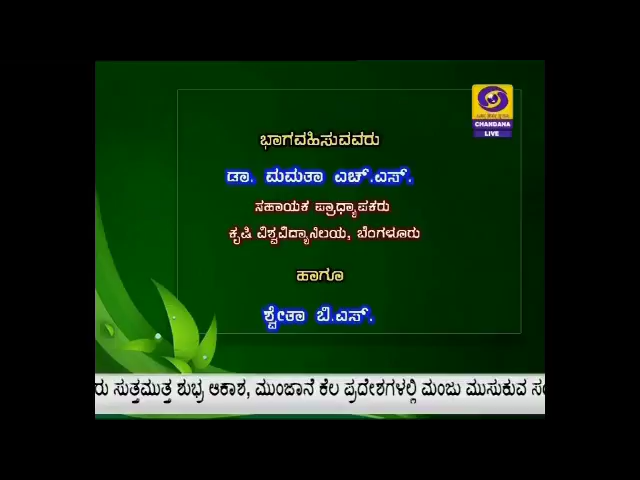 CHANDANA
LIVE
ಭಾಗವಹಿಸುವವರು
ಡಾ. ಮಮತಾ ಎಚ್.ಎಸ್.
ಸಹಾಯಕ ಪ್ರಾಧ್ಯಾಪಕರು
ಕೃಷಿ ವಿಶ್ವವಿದ್ಯಾನಿಲಯ, ಬೆಂಗಳೂರು
ಹಾಗೂ
ಶ್ವೇತಾ ಬಿ.ಎಸ್.
ರು ಸುತ್ತಮುತ್ತ ಶುಭ್ರ ಆಕಾಶ, ಮುಂಜಾನೆ ಕೆಲ ಪ್ರದೇಶಗಳಲ್ಲಿ ಮಂಜು ಮುಸುಕುವ ಸಂ